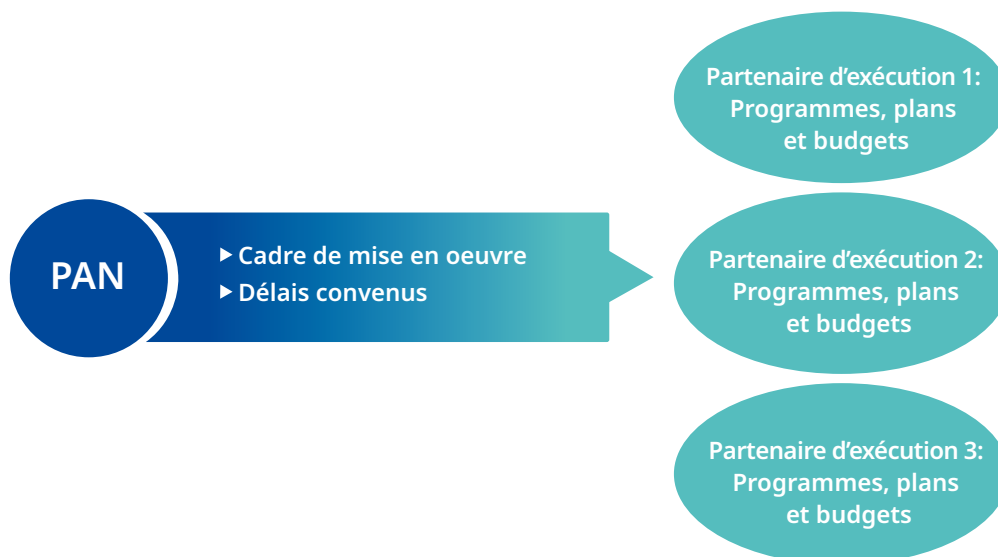 PAN
▶ Cadre de mise en oeuvre
▶ Délais convenus
Partenaire d'exécution 1:
Programmes, plans
et budgets
Partenaire d'exécution 2:
Programmes, plans
et budgets
Partenaire d'exécution 3:
Programmes, plans
et budgets